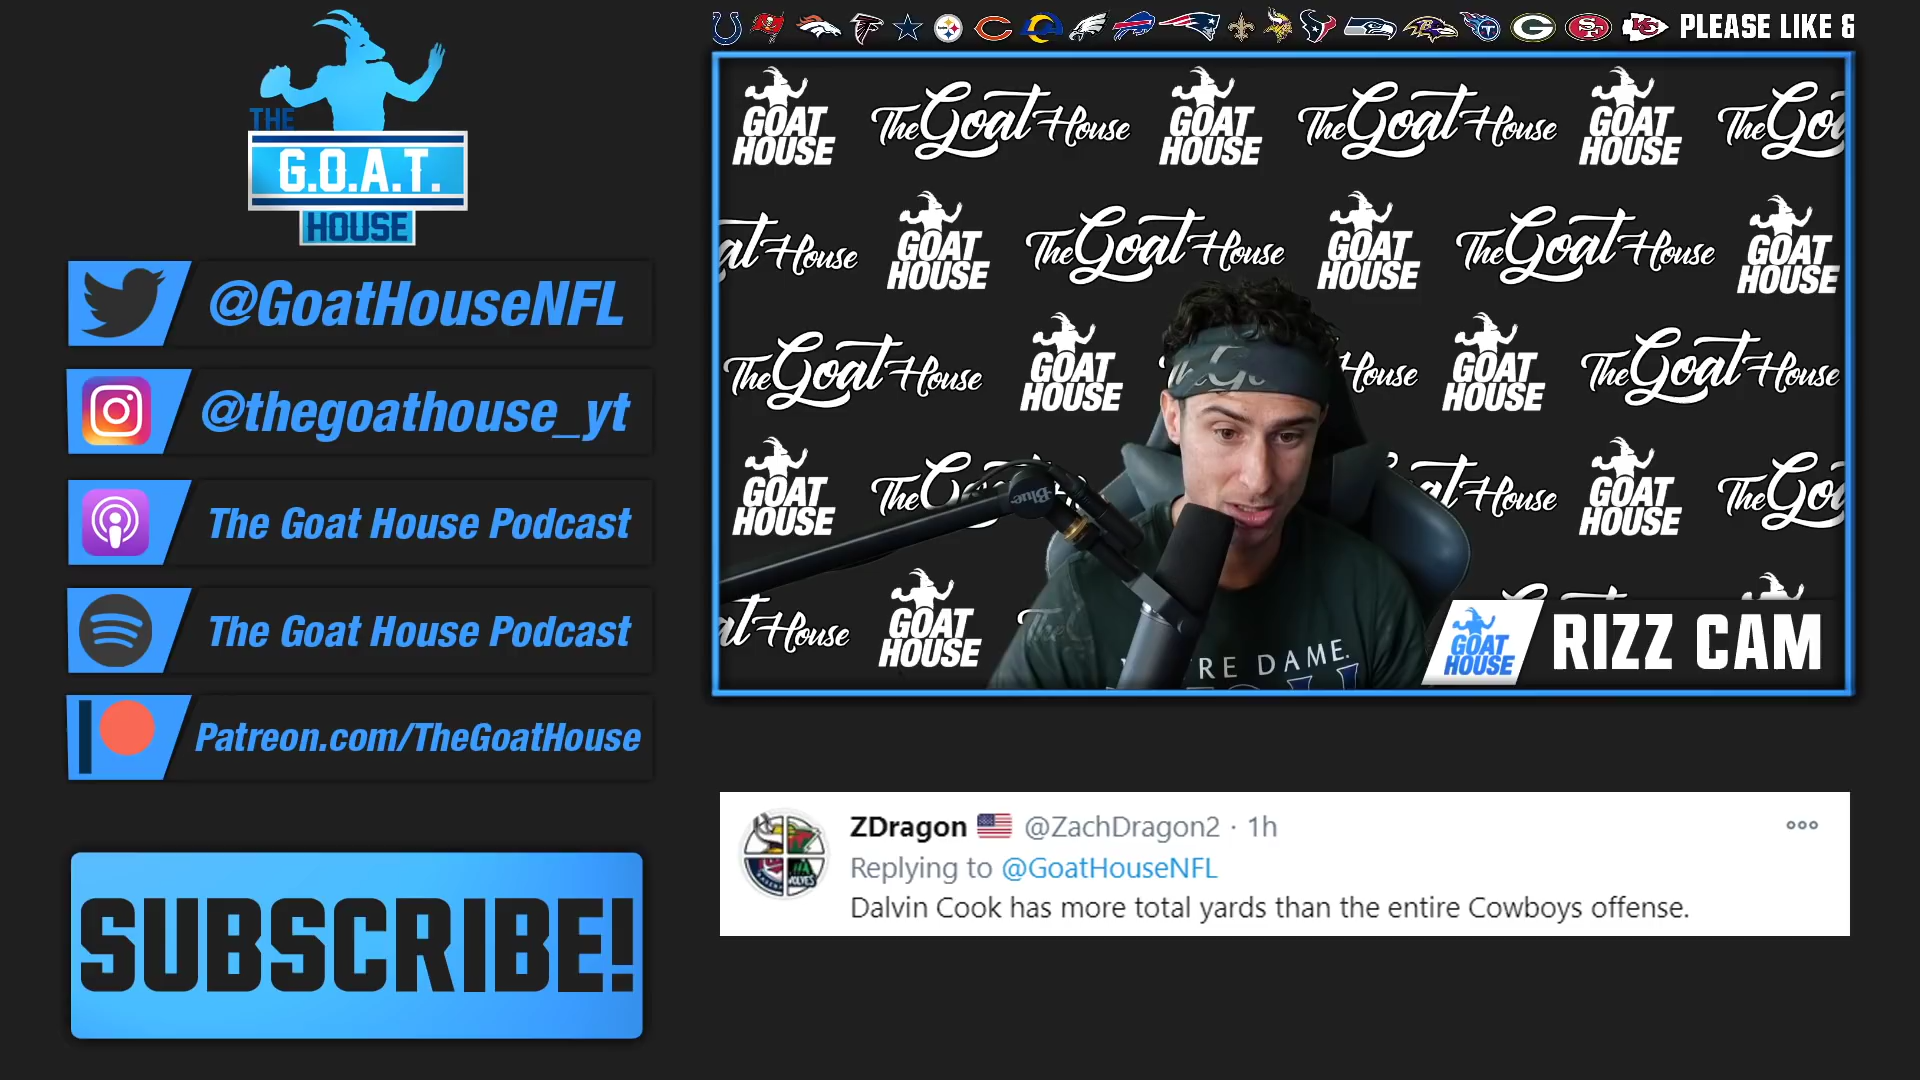 PLEASE LIKE &
THE
G.O.A.T.
HOUSE
@GoatHouseNFL
@thegoathouse_yt
The Goat House Podcast
The Goat House Podcast
Patreon.com/TheGoatHouse
SUBSCRIBE!
GOAT HOUSE
The Goat House
GOAT HOUSE
The Goat House
GOAT HOUSE
GOAT HOUSE
The Goat House
GOAT HOUSE
The Goat House
GOAT HOUSE
The Goat House
GOAT HOUSE
House
GOAT HOUSE
The Goat House
GOAT HOUSE
House
GOAT HOUSE
House
GOAT HOUSE
Blue
DAME.
GOAT HOUSE
RIZZ CAM
ZDragon @ZachDragon2 · 1h
Replying to @GoatHouseNFL
Dalvin Cook has more total yards than the entire Cowboys offense.